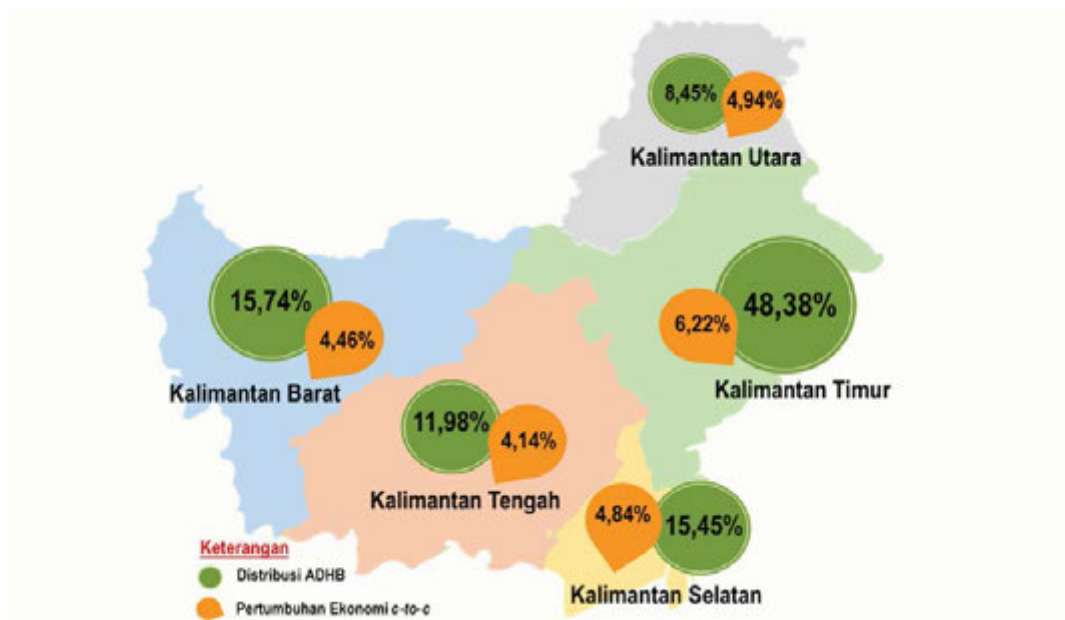 8,45%
4,94%
Kalimantan Utara
15,74%
4,46%
Kalimantan Barat
48,38%
6,22%
Kalimantan Timur
11,98%
4,14%
Kalimantan Tengah
4,84%
15,45%
Kalimantan Selatan
Keterangan
Distribusi ADHB
Pertumbuhan Ekonomi c-to-c